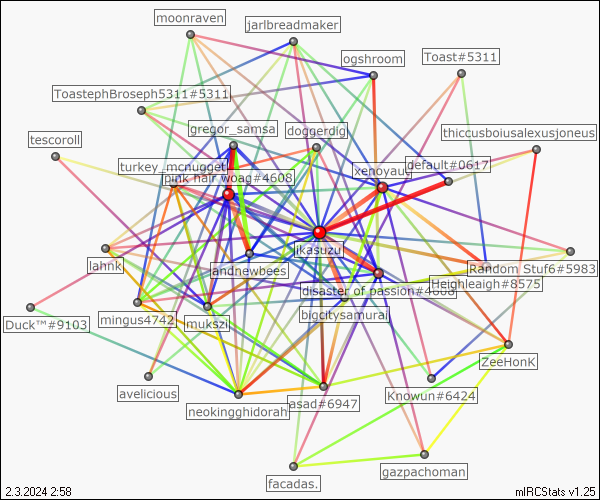 moonraven
jarlbreadmaker
ogshroom
Toast#5311
ToastephBroseph5311#5311
gregor_samsa
doggerdig
thiccusboiusalexusjoneus
tescoroll
turkey_mcnugget
xenoyaug
default#0617
pink hair woag#4608
ikasuzu
lahnk
andnewbees
Random Stuf6#5983
disaster of passion#4666
Heighleaigh#8575
bigcitysamurai
Duck™#9103
mingus4742
mukszi
ZeeHonK
avelicious
neokingghidorah
asad#6947
Knowun#6424
gazpachoman
facadas.
2.3.2024 2:58
mIRCStats v1.25